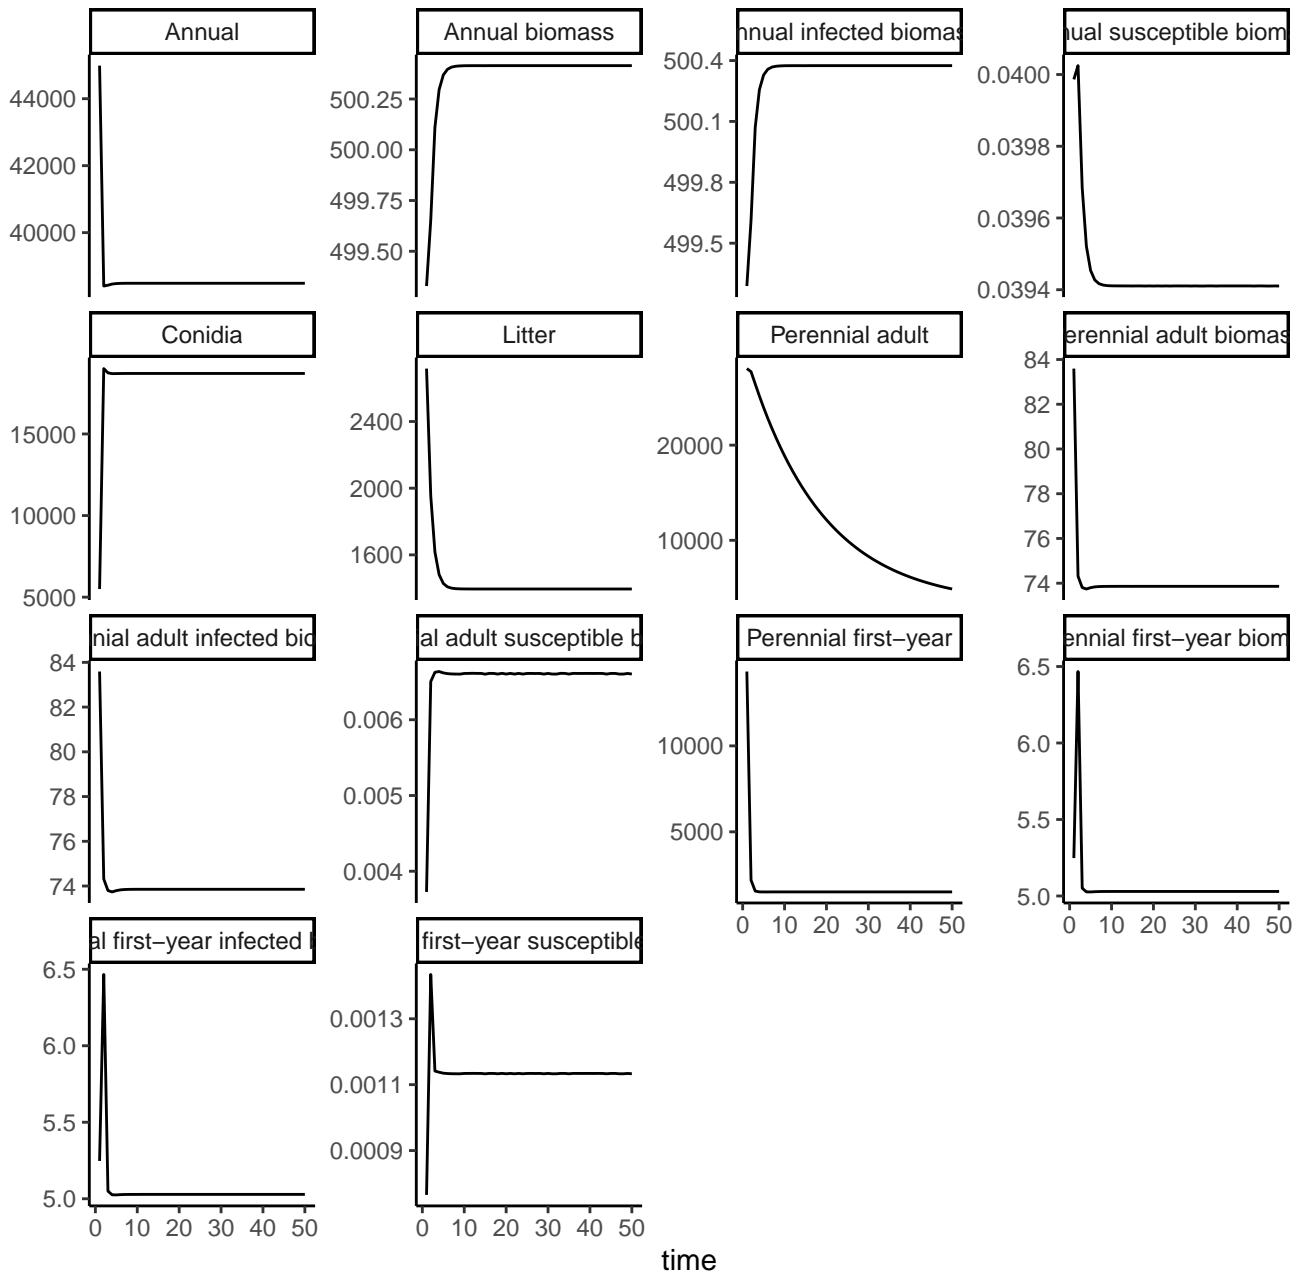 Annual
Annual biomass
nnual infected biomas
nual susceptible biom
44000
42000
40000
500.25
500.00
499.75
499.50
500.4
500.1
499.8
499.5
0.0400
0.0398
0.0396
0.0394
Conidia
Litter
Perennial adult
erennial adult biomas
15000
10000
5000
2400
2000
1600
20000
10000
84
82
80
78
76
74
nial adult infected bio
al adult susceptible b
Perennial first−year
ennial first−year biom
84
82
80
78
76
74
0.006
0.005
0.004
10000
5000
6.5
6.0
5.5
5.0
0 10 20 30 40 50
0 10 20 30 40 50
al first−year infected b
first−year susceptible
6.5
6.0
5.5
5.0
0.0013
0.0011
0.0009
0 10 20 30 40 50
0 10 20 30 40 50
time